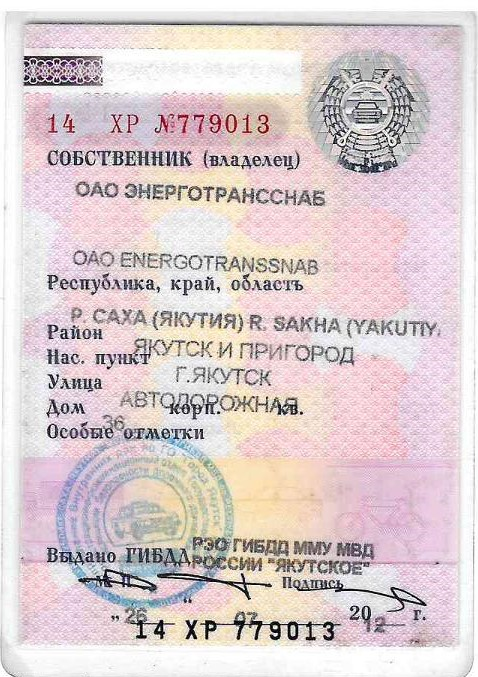 14 ХР №779013
СОБСТВЕННИК (владелец)
ОАО ЭНЕРГОТРАНССНАБ
OAO ENERGOTRANSSNAB
Республика, край, область
Р. САХА (ЯКУТИЯ) R. SAKHA (YAKUTIY
Район
ЯКУТСК И ПРИГОРОД
Нас. пункт
Г.ЯКУТСК
Улица
АВТОДОРОЖНАЯ
Дом корп. кв.
36
Особые отметки
Выдано ГИБДД
РЭО ГИБДД ММУ МВД
РОССИИ "ЯКУТСКОЕ"
М.П. Подпись
„ 26 “ 07 20 12 г.
14 ХР 779013